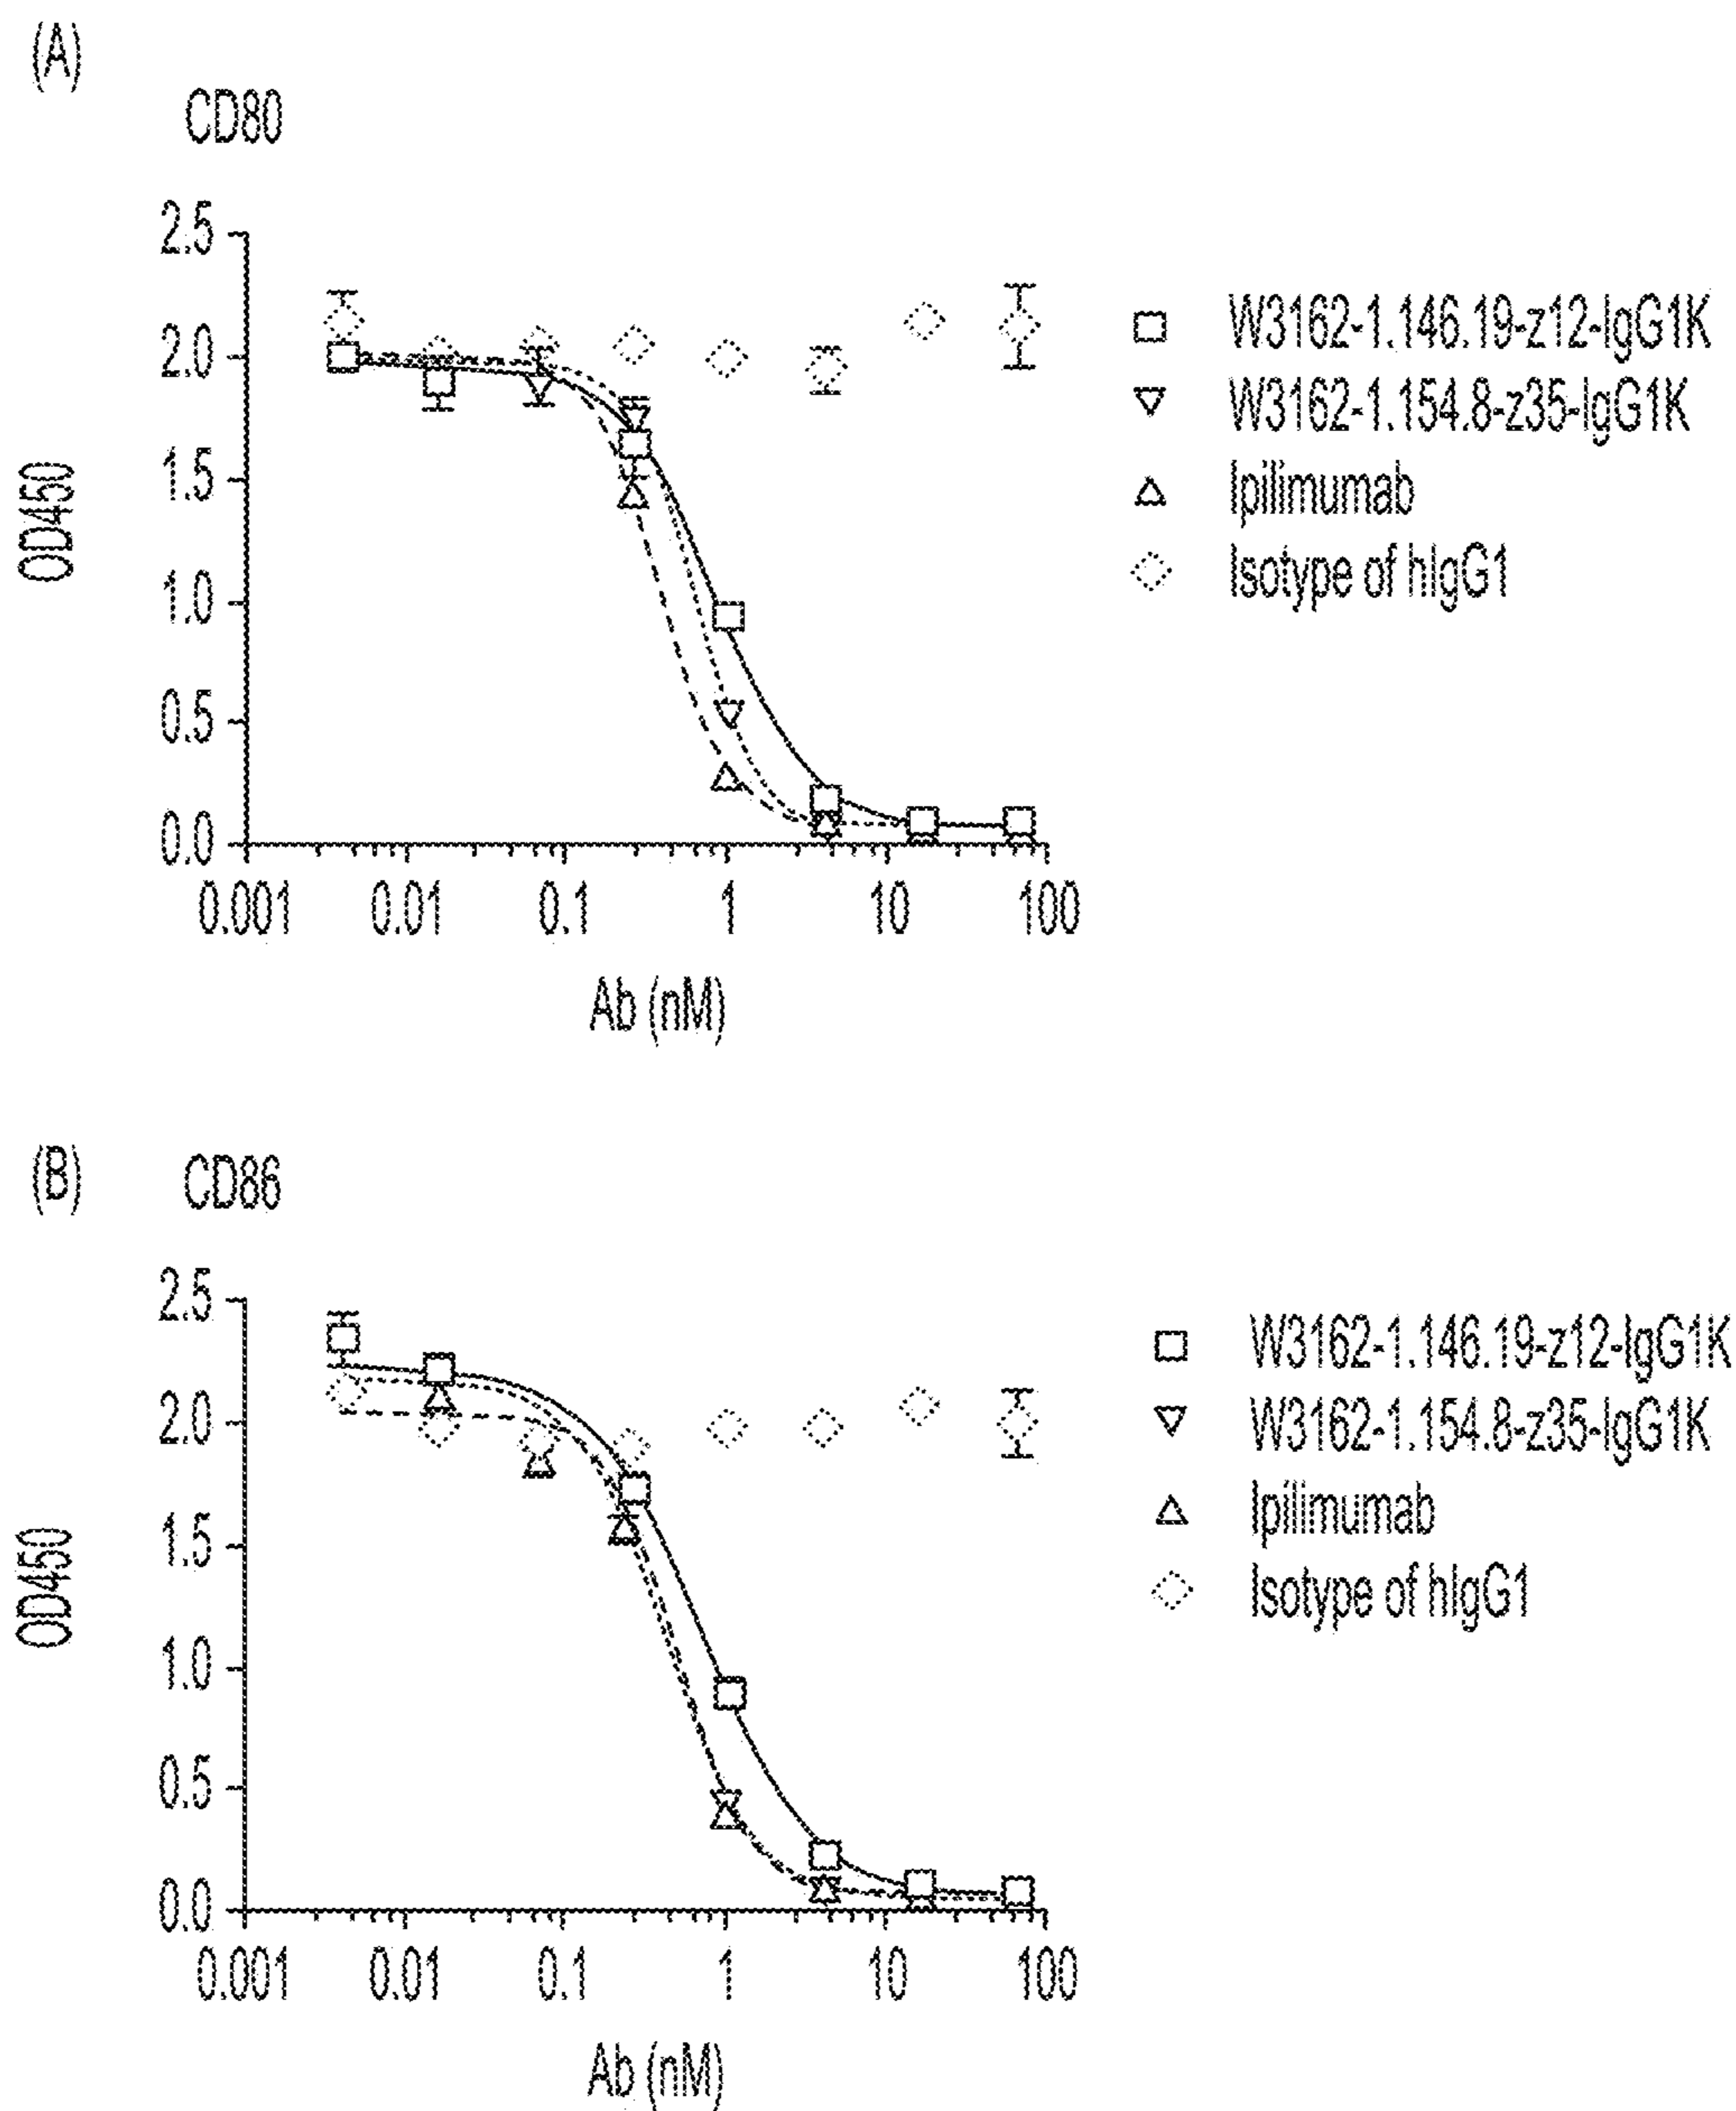 (A)
CD80
2.5
2.0
1.5
1.0
0.5
0.0
OD450
0.001 0.01 0.1 1 10 100
Ab (nM)
W3162-1.146.19-z12-IgG1K
W3162-1.154.8-z35-IgG1K
Ipilimumab
Isotype of hIgG1
(B)
CD86
2.5
2.0
1.5
1.0
0.5
0.0
OD450
0.001 0.01 0.1 1 10 100
Ab (nM)
W3162-1.146.19-z12-IgG1K
W3162-1.154.8-z35-IgG1K
Ipilimumab
Isotype of hIgG1